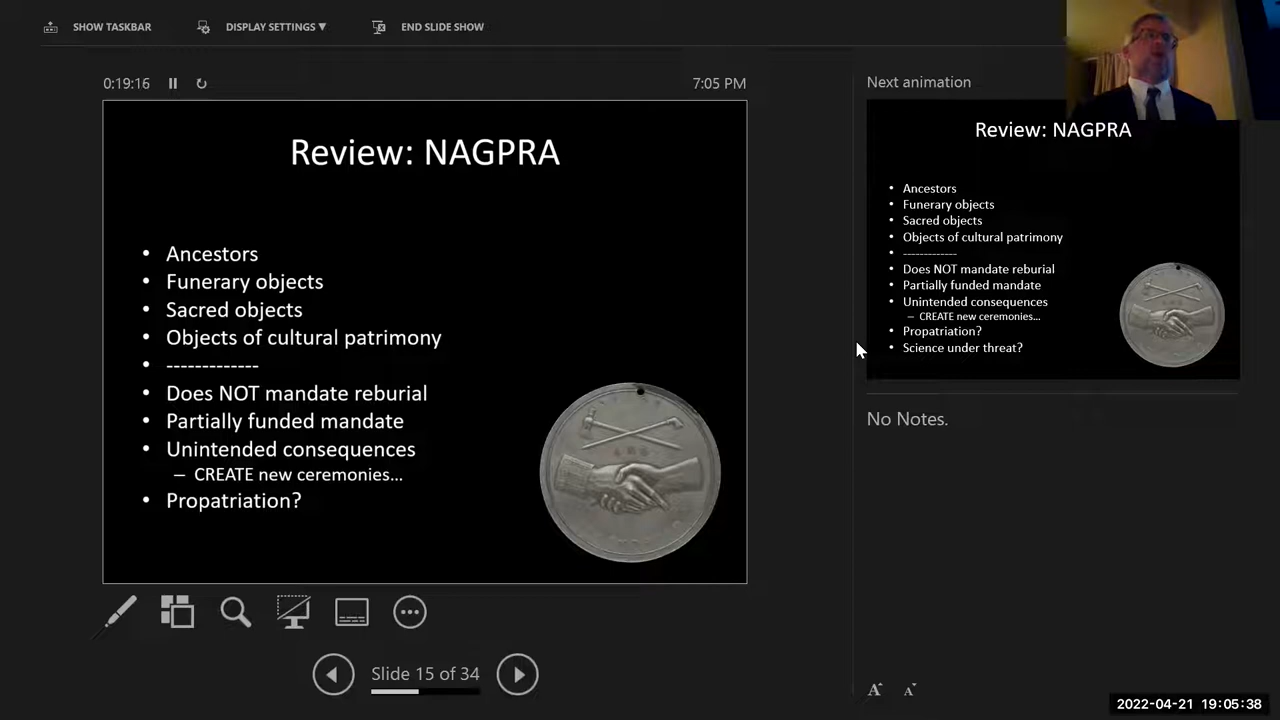 SHOW TASKBAR
DISPLAY SETTINGS ▼
END SLIDE SHOW
0:19:16
7:05 PM
Review: NAGPRA
• Ancestors
• Funerary objects
• Sacred objects
• Objects of cultural patrimony
• -------------
• Does NOT mandate reburial
• Partially funded mandate
• Unintended consequences
– CREATE new ceremonies...
• Propatriation?
Slide 15 of 34
Next animation
Review: NAGPRA
• Ancestors
• Funerary objects
• Sacred objects
• Objects of cultural patrimony
• -------------
• Does NOT mandate reburial
• Partially funded mandate
• Unintended consequences
– CREATE new ceremonies...
• Propatriation?
• Science under threat?
No Notes.
A A
2022-04-21 19:05:38